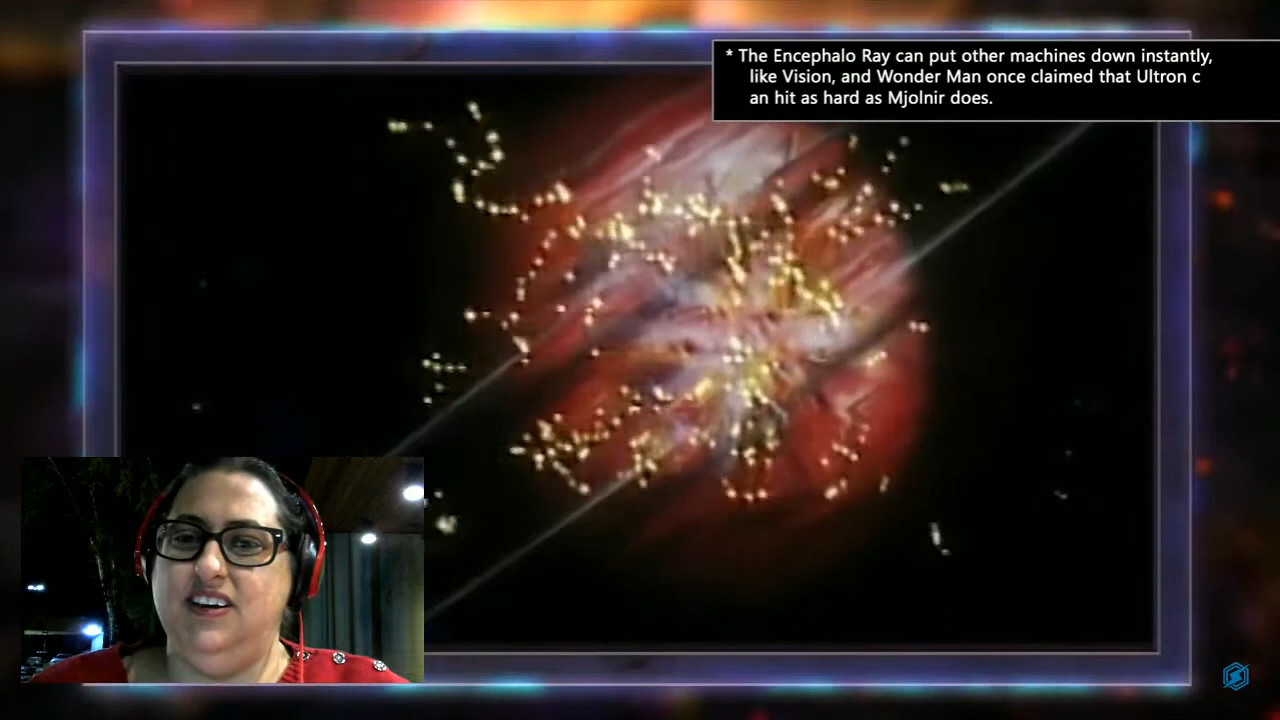 * The Encephalo Ray can put other machines down instantly,
like Vision, and Wonder Man once claimed that Ultron c
an hit as hard as Mjolnir does.